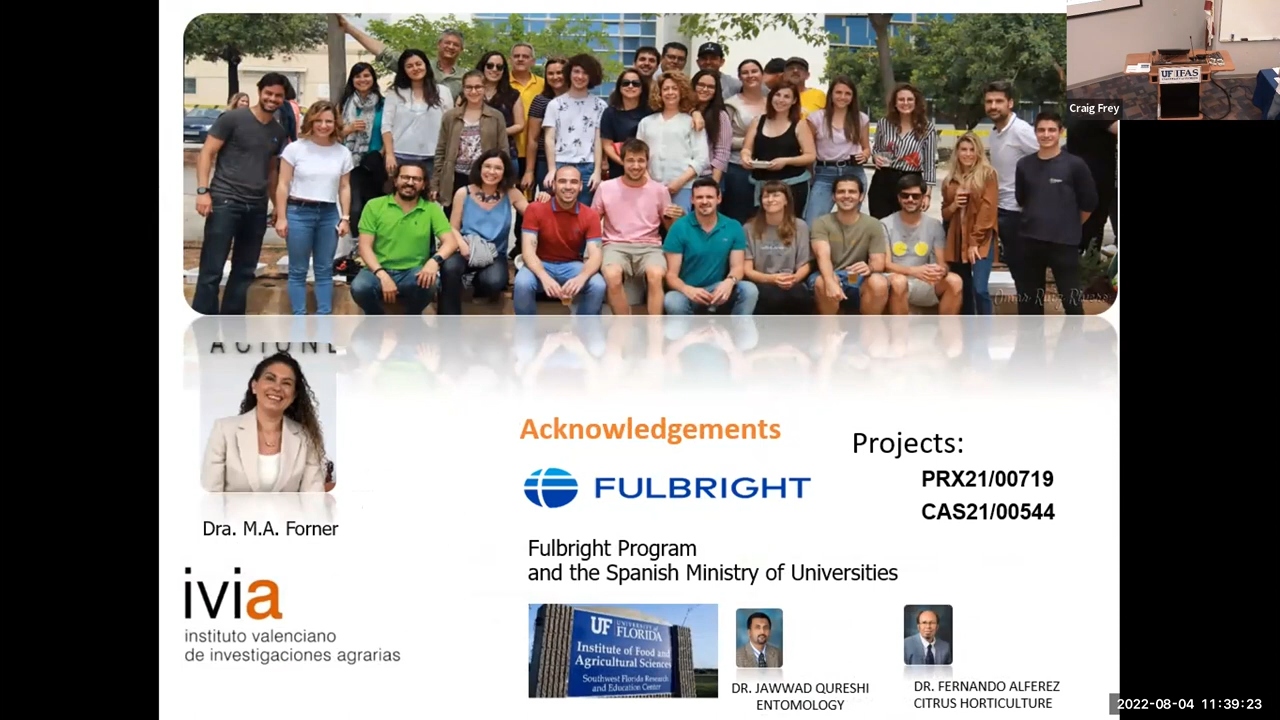 UF IFAS
Craig Frey
Omar Ruiz Rivero
ACIONE
Acknowledgements
Projects:
FULBRIGHT
PRX21/00719
CAS21/00544
Dra. M.A. Forner
Fulbright Program
and the Spanish Ministry of Universities
ivia
instituto valenciano
de investigaciones agrarias
UF UNIVERSITY of
FLORIDA
Institute of Food and
Agricultural Sciences
Southwest Florida Research
and Education Center
DR. JAWWAD QURESHI
ENTOMOLOGY
DR. FERNANDO ALFEREZ
CITRUS HORTICULTURE
2022-08-04 11:39:23